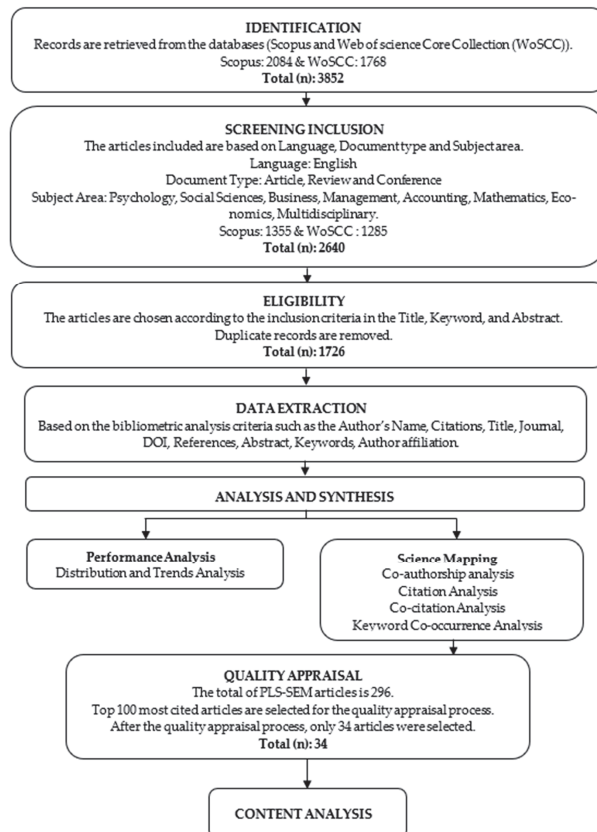 IDENTIFICATION
Records are retrieved from the databases (Scopus and Web of science Core Collection (WoSCC)).
Scopus: 2084 & WoSCC: 1768
Total (n): 3852
SCREENING INCLUSION
The articles included are based on Language, Document type and Subject area.
Language: English
Document Type: Article, Review and Conference
Subject Area: Psychology, Social Sciences, Business, Management, Accounting, Mathematics, Eco-
nomics, Multidisciplinary.
Scopus: 1355 & WoSCC : 1285
Total (n): 2640
ELIGIBILITY
The articles are chosen according to the inclusion criteria in the Title, Keyword, and Abstract.
Duplicate records are removed.
Total (n): 1726
DATA EXTRACTION
Based on the bibliometric analysis criteria such as the Author's Name, Citations, Title, Journal,
DOI, References, Abstract, Keywords, Author affiliation.
ANALYSIS AND SYNTHESIS
Performance Analysis
Distribution and Trends Analysis
Science Mapping
Co-authorship analysis
Citation Analysis
Co-citation Analysis
Keyword Co-occurrence Analysis
QUALITY APPRAISAL
The total of PLS-SEM articles is 296.
Top 100 most cited articles are selected for the quality appraisal process.
After the quality appraisal process, only 34 articles were selected.
Total (n): 34
CONTENT ANALYSIS